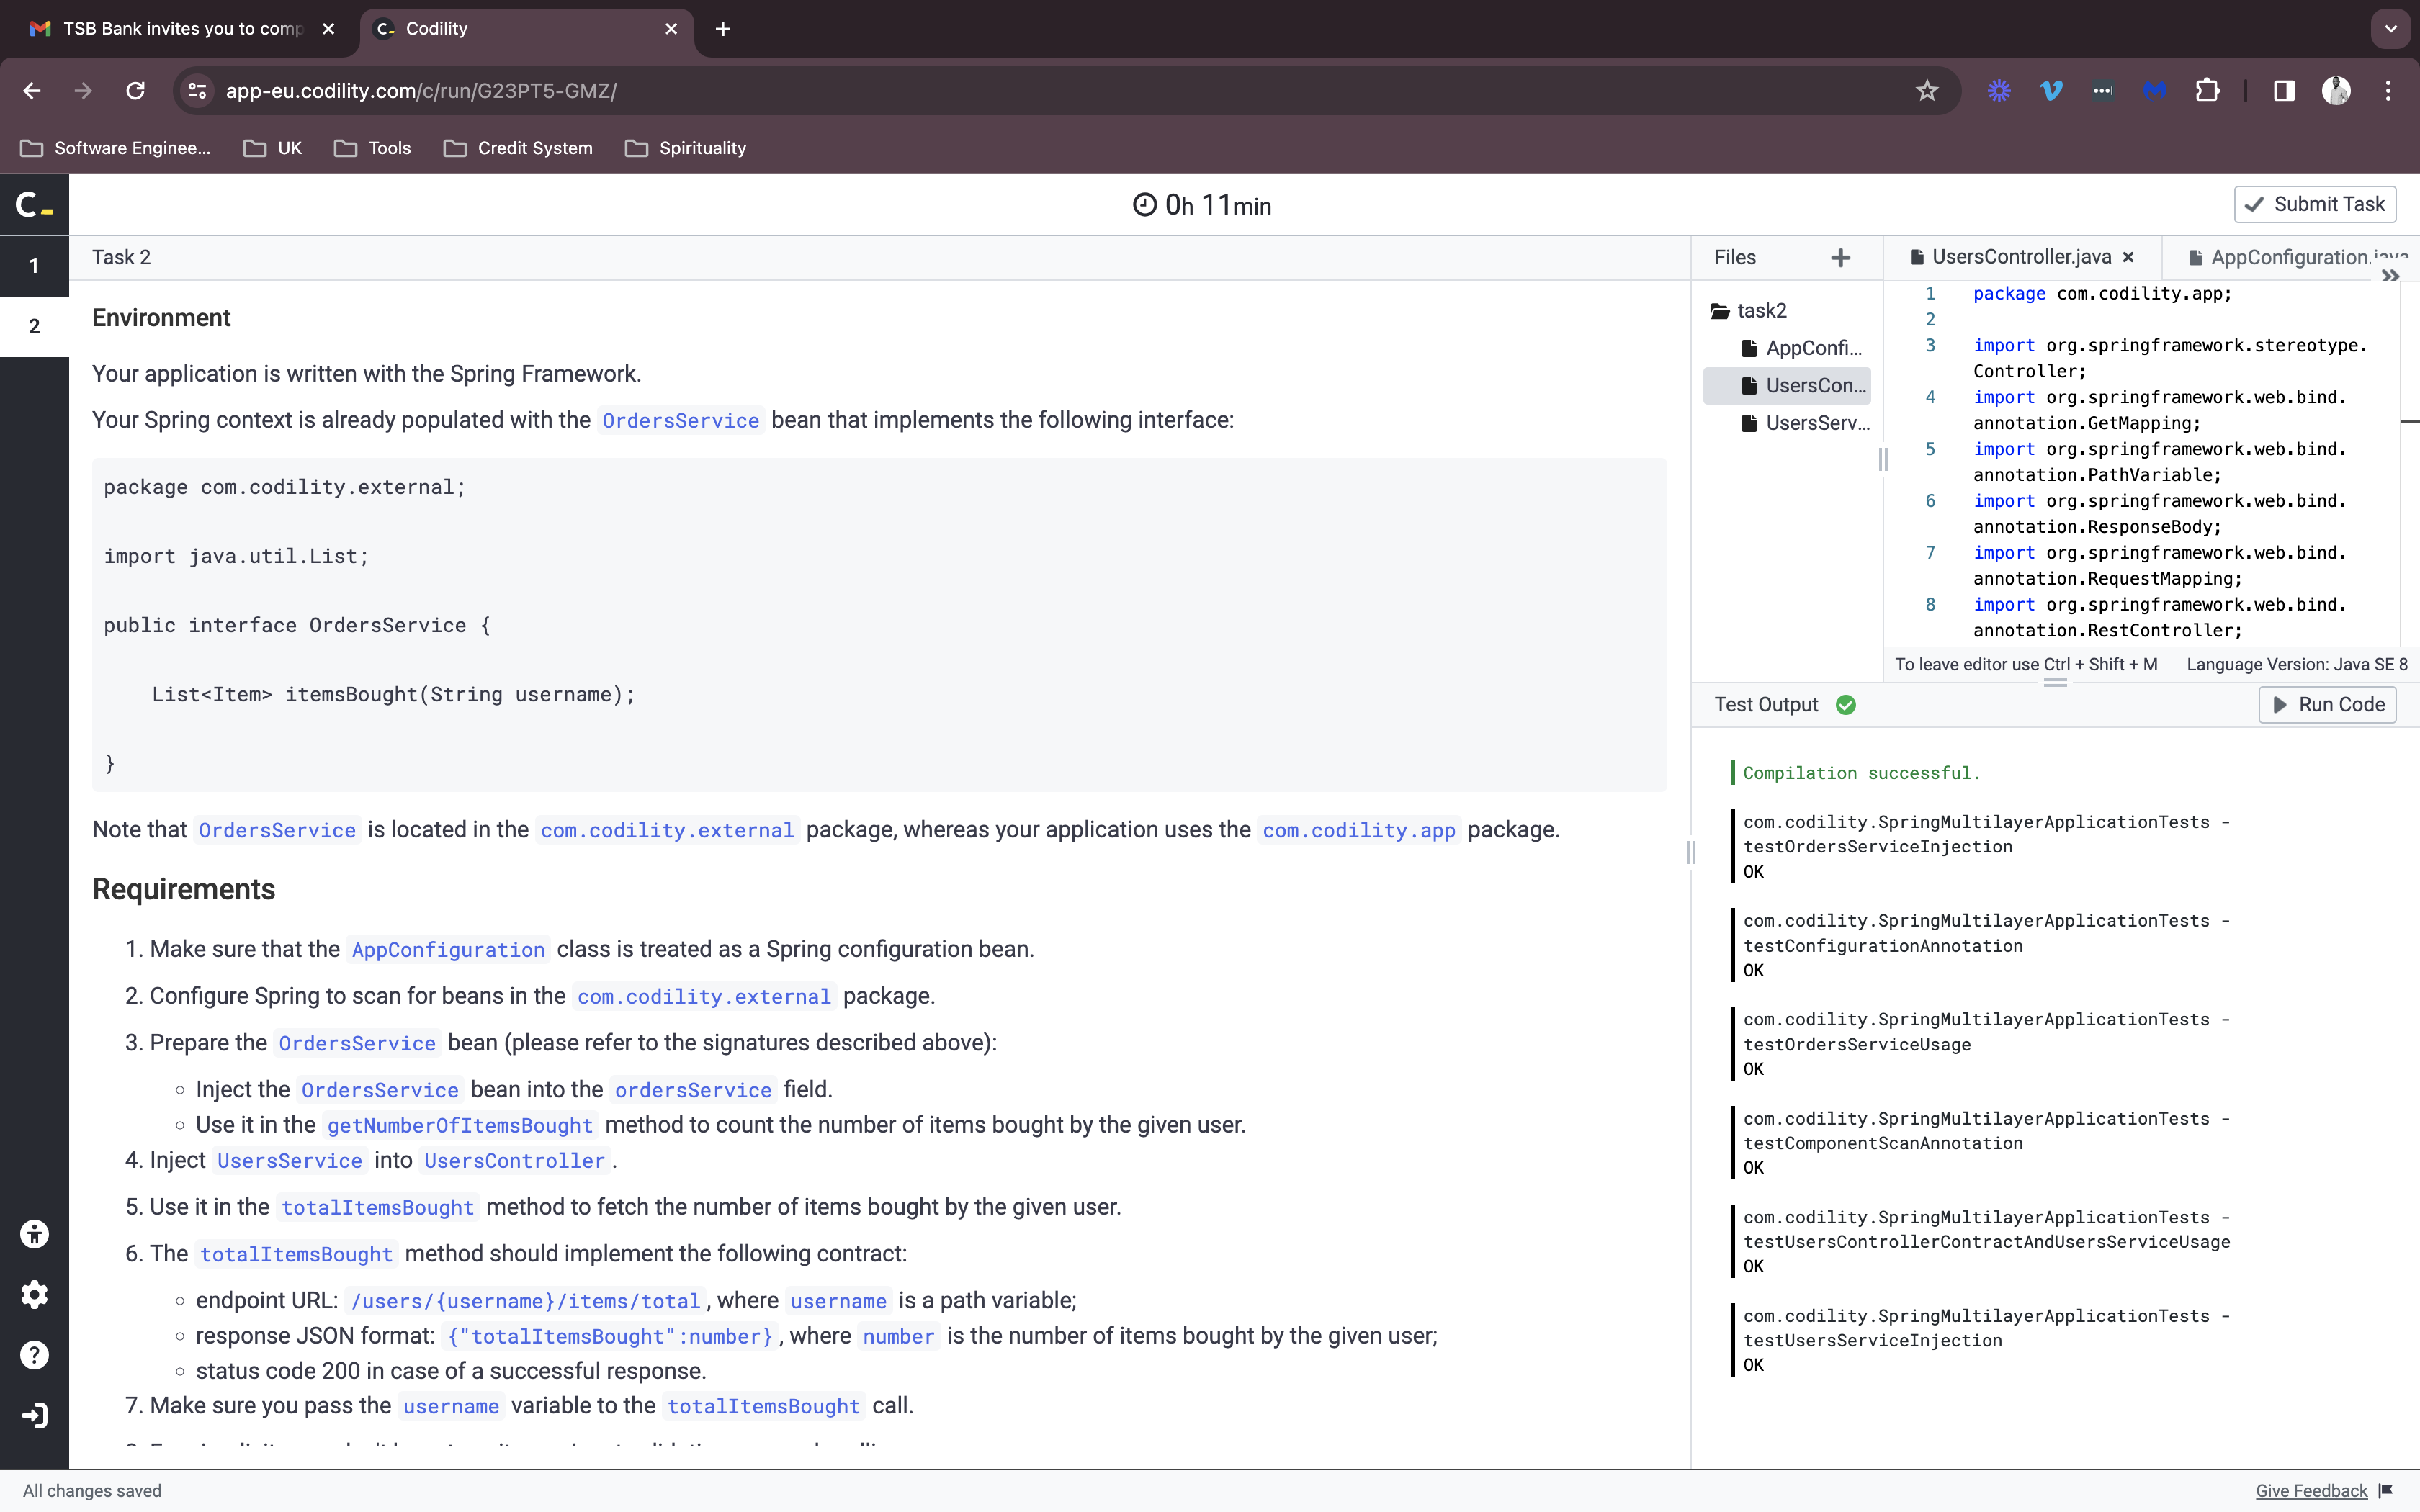 TSB Bank invites you to comp
Codility
app-eu.codility.com/c/run/G23PT5-GMZ/
Software Enginee...
UK
Tools
Credit System
Spirituality
C
0h 11min
Submit Task
1
2
Task 2
Environment
Your application is written with the Spring Framework.
Your Spring context is already populated with the OrdersService bean that implements the following interface:
package com.codility.external;
import java.util.List;
public interface OrdersService {
List<Item> itemsBought(String username);
}
Note that OrdersService is located in the com.codility.external package, whereas your application uses the com.codility.app package.
Requirements
1. Make sure that the AppConfiguration class is treated as a Spring configuration bean.
2. Configure Spring to scan for beans in the com.codility.external package.
3. Prepare the OrdersService bean (please refer to the signatures described above):
Inject the OrdersService bean into the ordersService field.
Use it in the getNumberOfItemsBought method to count the number of items bought by the given user.
4. Inject UsersService into UsersController.
5. Use it in the totalItemsBought method to fetch the number of items bought by the given user.
6. The totalItemsBought method should implement the following contract:
endpoint URL: /users/{username}/items/total, where username is a path variable;
response JSON format: {"totalItemsBought":number}, where number is the number of items bought by the given user;
status code 200 in case of a successful response.
7. Make sure you pass the username variable to the totalItemsBought call.
Files
task2
AppConfi...
UsersCon...
UsersServ...
UsersController.java
AppConfiguration.java
1 package com.codility.app;
2
3 import org.springframework.stereotype.
Controller;
4 import org.springframework.web.bind.
annotation.GetMapping;
5 import org.springframework.web.bind.
annotation.PathVariable;
6 import org.springframework.web.bind.
annotation.ResponseBody;
7 import org.springframework.web.bind.
annotation.RequestMapping;
8 import org.springframework.web.bind.
annotation.RestController;
To leave editor use Ctrl + Shift + M
Language Version: Java SE 8
Test Output
Run Code
Compilation successful.
com.codility.SpringMultilayerApplicationTests -
testOrdersServiceInjection
OK
com.codility.SpringMultilayerApplicationTests -
testConfigurationAnnotation
OK
com.codility.SpringMultilayerApplicationTests -
testOrdersServiceUsage
OK
com.codility.SpringMultilayerApplicationTests -
testComponentScanAnnotation
OK
com.codility.SpringMultilayerApplicationTests -
testUsersControllerContractAndUsersServiceUsage
OK
com.codility.SpringMultilayerApplicationTests -
testUsersServiceInjection
OK
All changes saved
Give Feedback